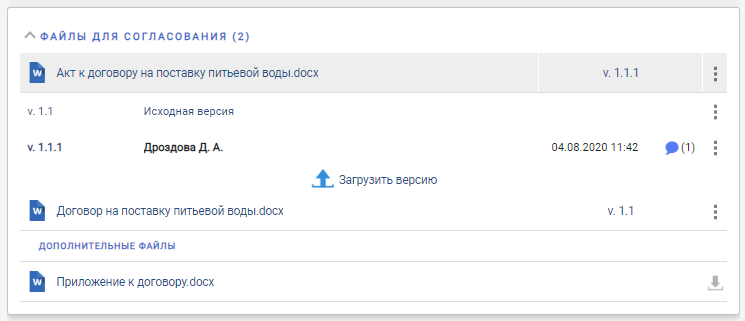 ФАЙЛЫ ДЛЯ СОГЛАСОВАНИЯ (2)
Акт к договору на поставку питьевой воды.docx v. 1.1.1
v. 1.1 Исходная версия
v. 1.1.1 Дроздова Д. А. 04.08.2020 11:42 (1)
Загрузить версию
Договор на поставку питьевой воды.docx v. 1.1
ДОПОЛНИТЕЛЬНЫЕ ФАЙЛЫ
Приложение к договору.docx